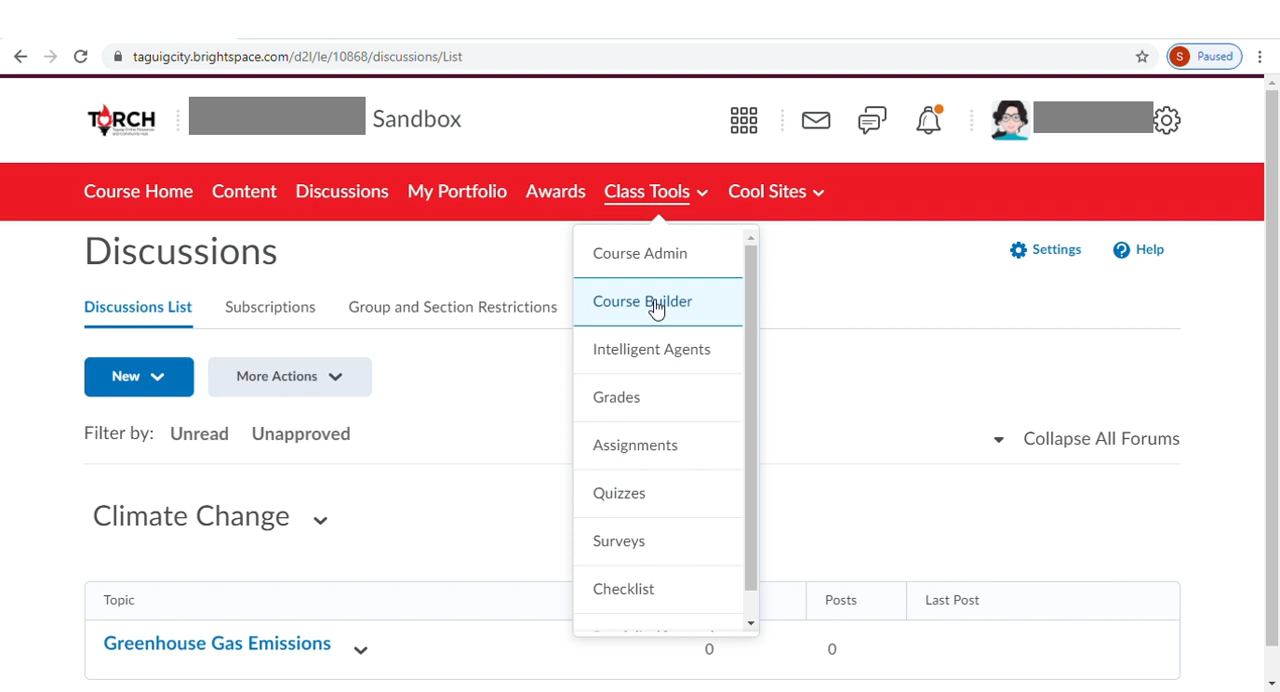 taguigcity.brightspace.com/d2l/le/10868/discussions/List
S Paused
TORCH
Sandbox
Course Home Content Discussions My Portfolio Awards Class Tools Cool Sites
Discussions
Settings Help
Discussions List Subscriptions Group and Section Restrictions
New More Actions
Filter by: Unread Unapproved
Collapse All Forums
Course Admin
Course Builder
Intelligent Agents
Grades
Assignments
Quizzes
Surveys
Checklist
Climate Change
Topic Posts Last Post
Greenhouse Gas Emissions 0 0